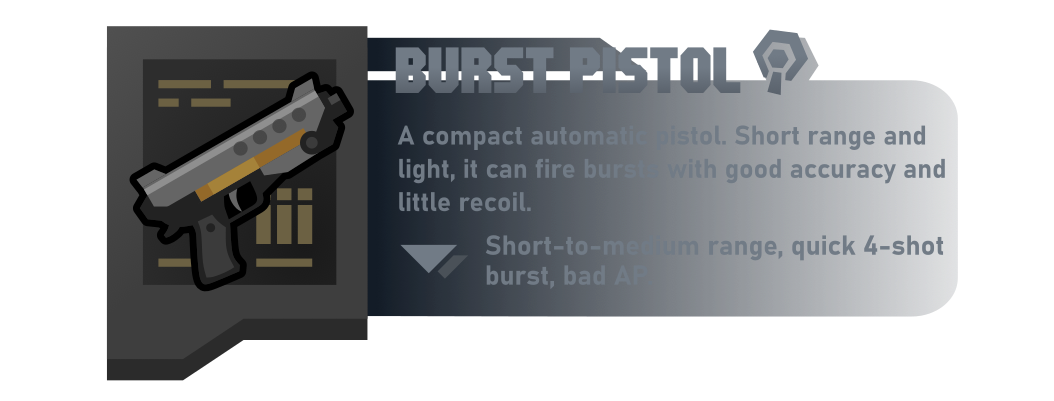 BURST PISTOL
A compact automatic pistol. Short range and
light, it can fire bursts with good accuracy and
little recoil.
Short-to-medium range, quick 4-shot
burst, bad AP